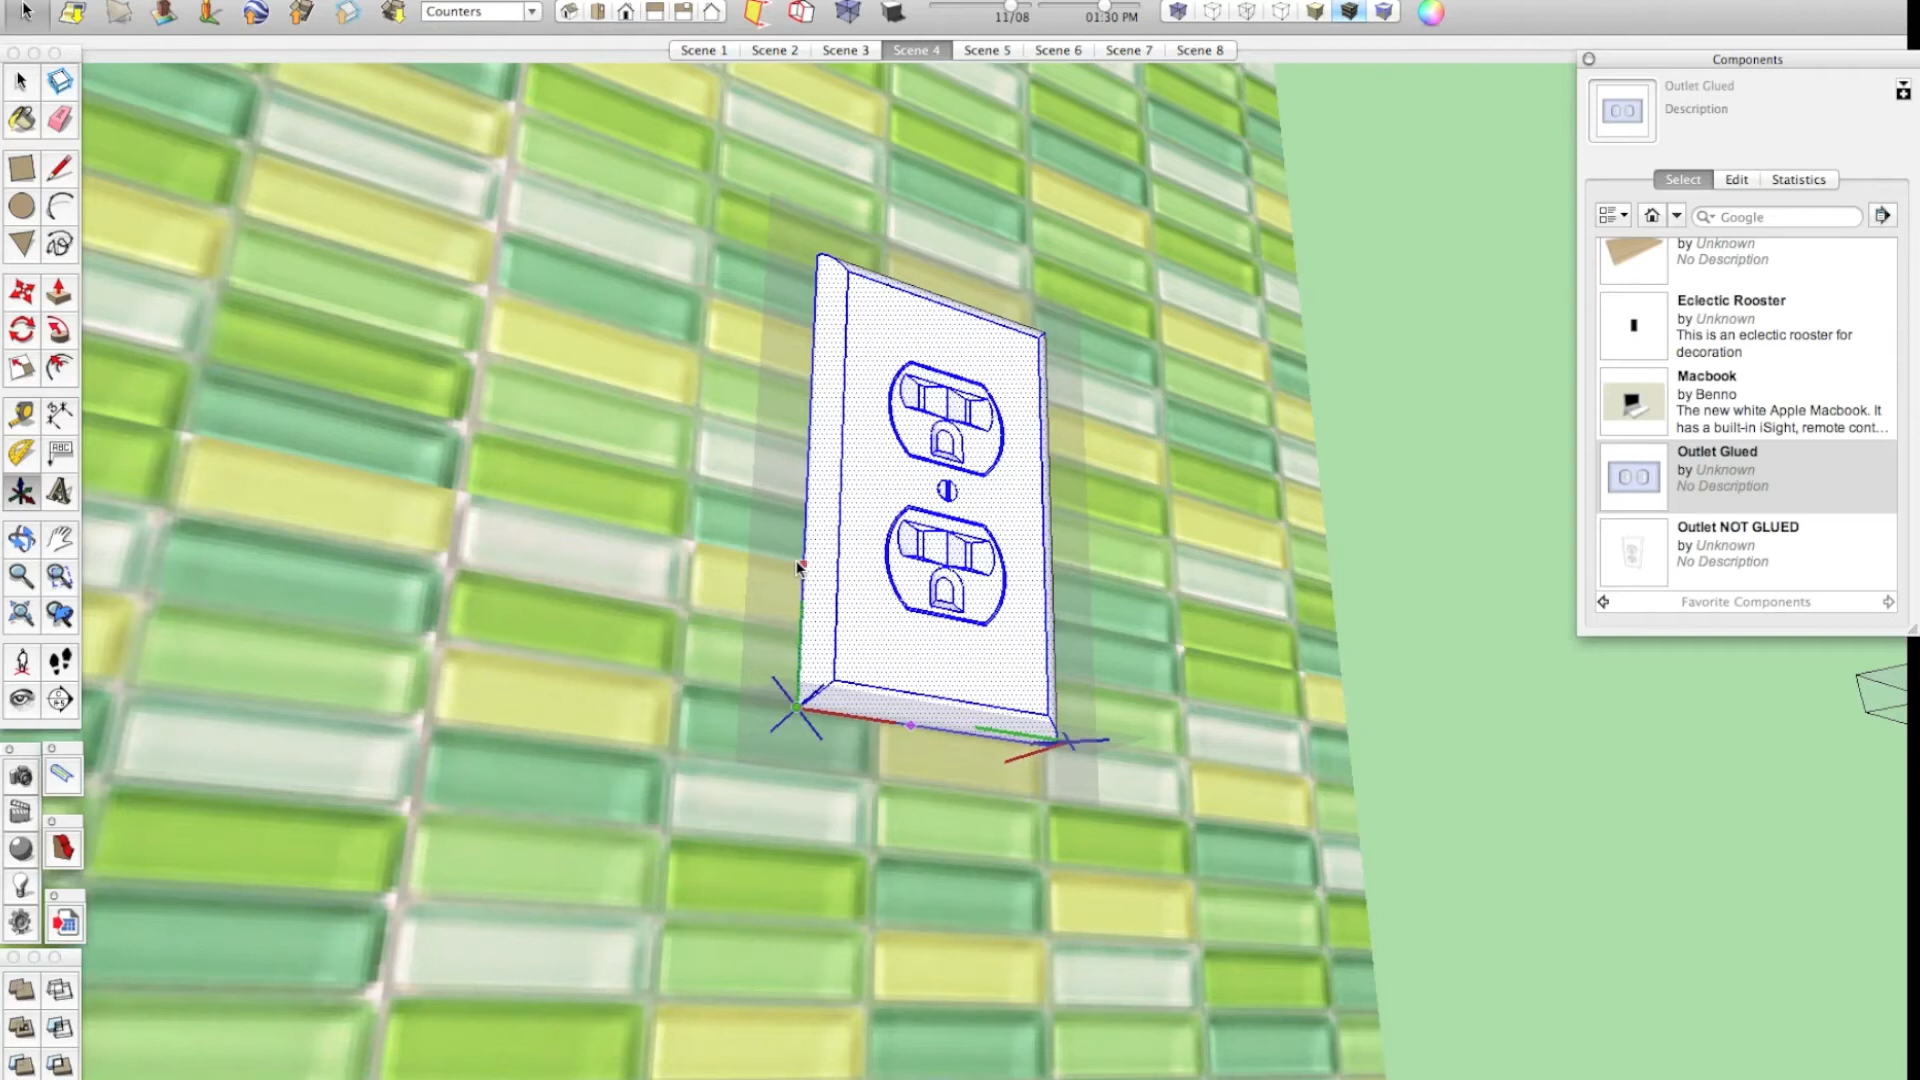 Counters
11/08
01:30 PM
Scene 1
Scene 2
Scene 3
Scene 4
Scene 5
Scene 6
Scene 7
Scene 8
Components
Outlet Glued
Description
Select
Edit
Statistics
Google
by Unknown
No Description
Eclectic Rooster
by Unknown
This is an eclectic rooster for
decoration
Macbook
by Benno
The new white Apple Macbook. It
has a built-in iSight, remote cont...
Outlet Glued
by Unknown
No Description
Outlet NOT GLUED
by Unknown
No Description
Favorite Components
ABC